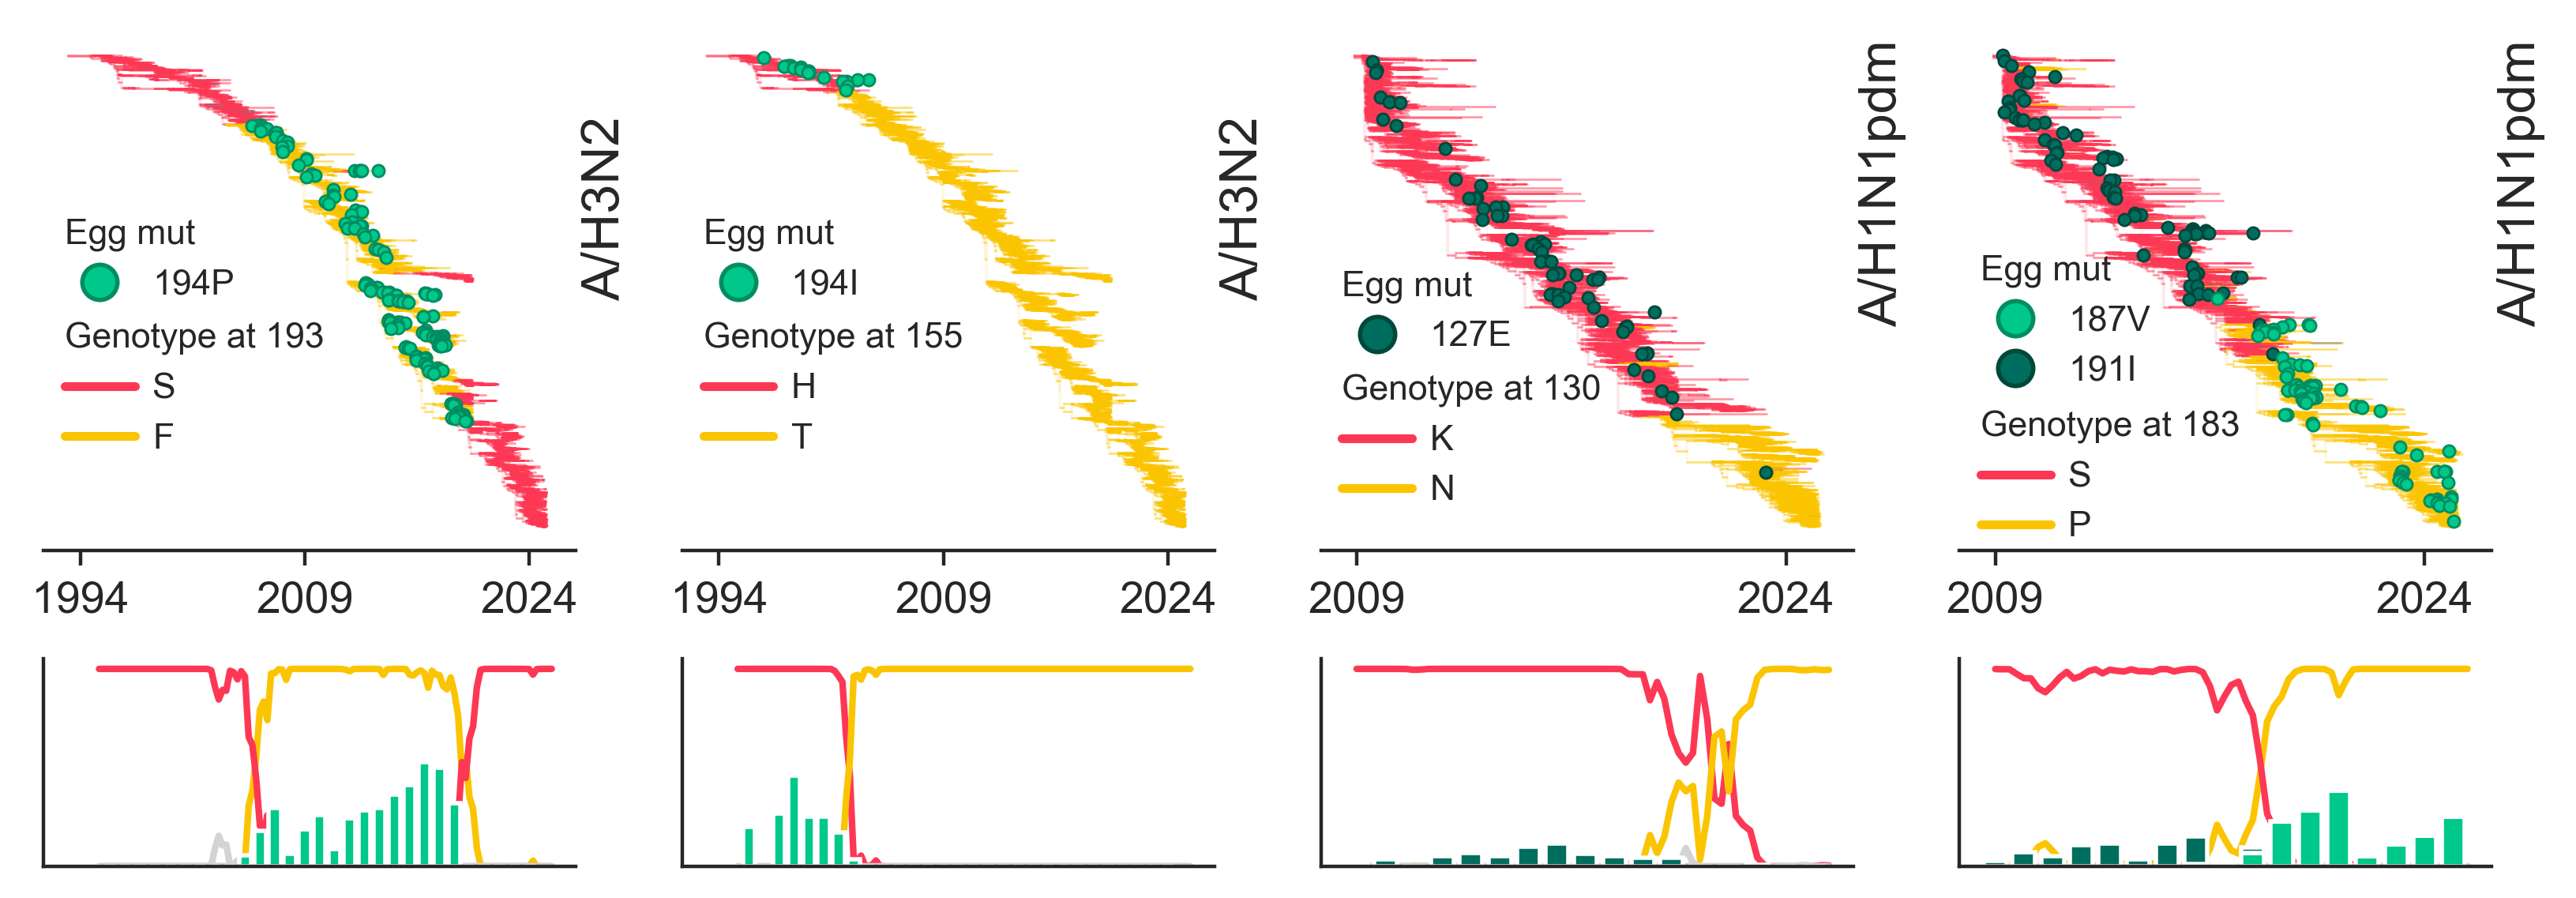 A/H3N2
Egg mut
194P
Genotype at 193
S
F
1994
2009
2024
A/H3N2
Egg mut
194I
Genotype at 155
H
T
1994
2009
2024
A/H1N1pdm
Egg mut
127E
Genotype at 130
K
N
2009
2024
A/H1N1pdm
Egg mut
187V
191I
Genotype at 183
S
P
2009
2024